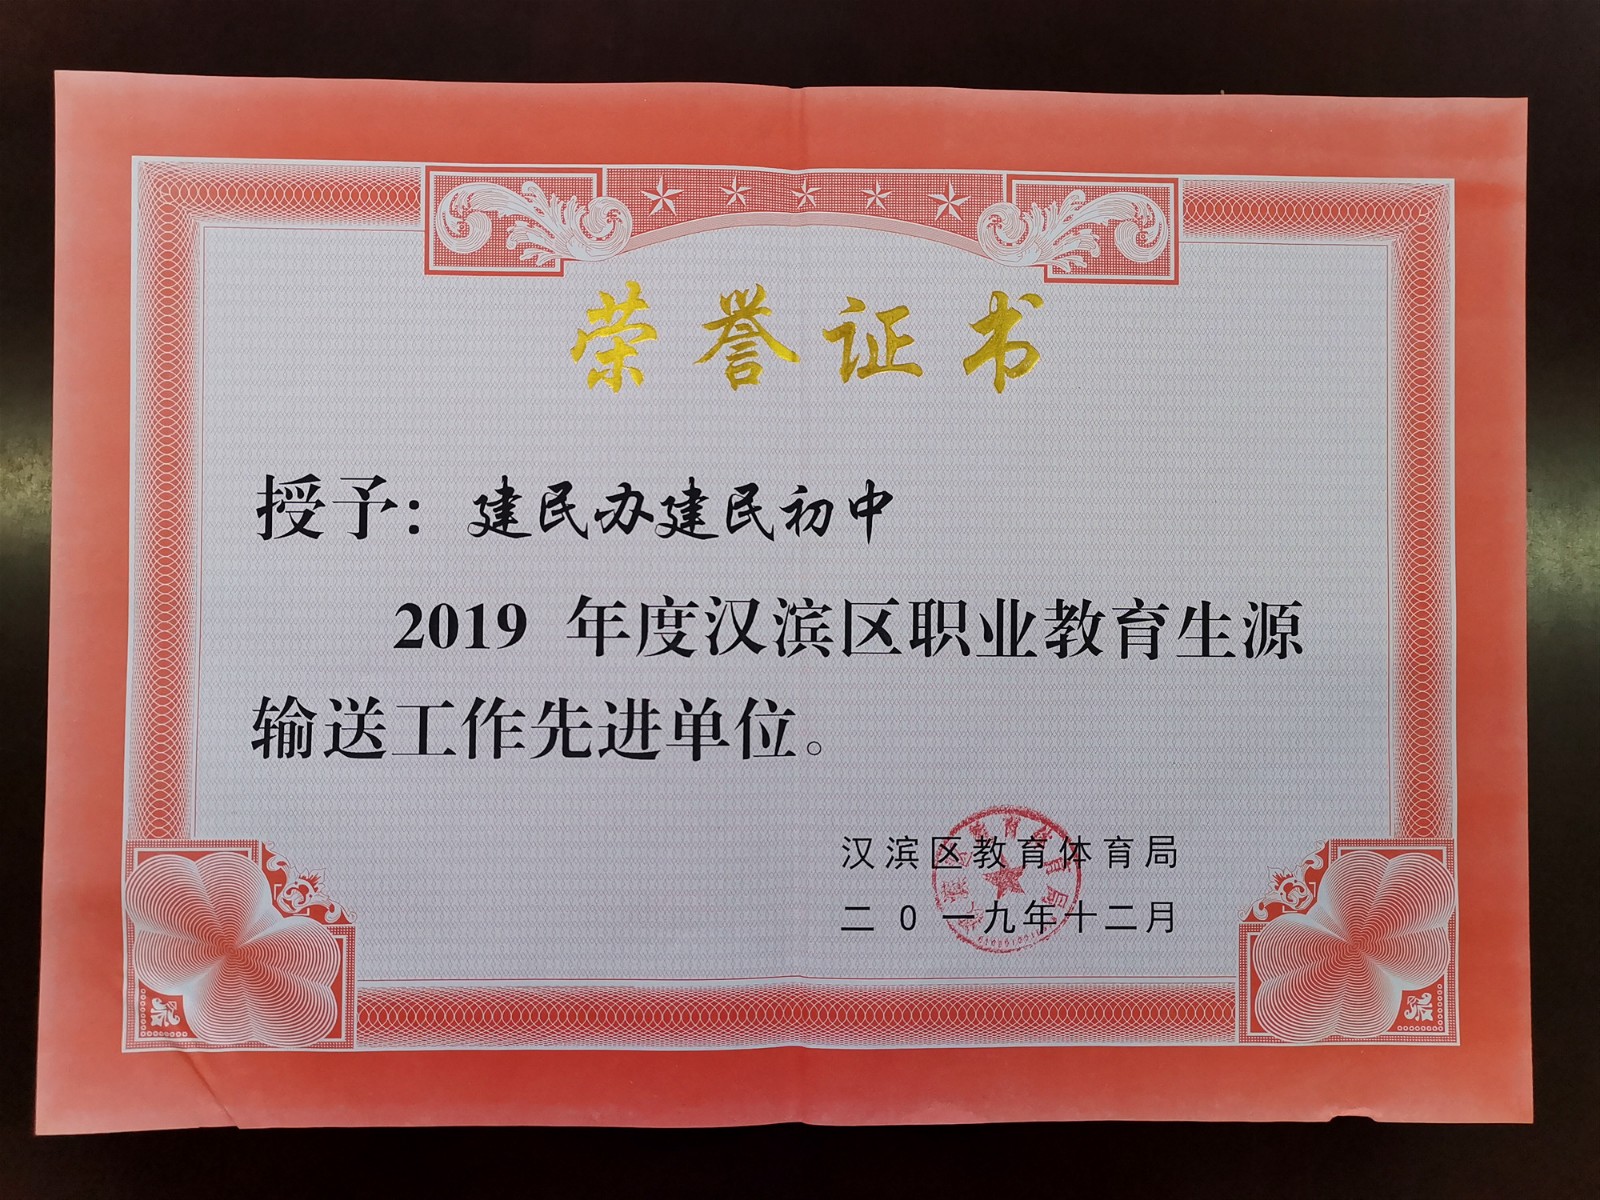 荣誉证书
授予：建民办建民初中
2019 年度汉滨区职业教育生源
输送工作先进单位。
汉滨区教育体育局
二0一九年十二月